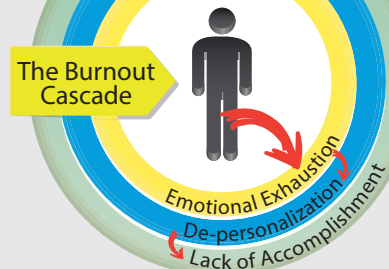 The Burnout
Cascade
Emotional Exhaustion
De-personalization
Lack of Accomplishment